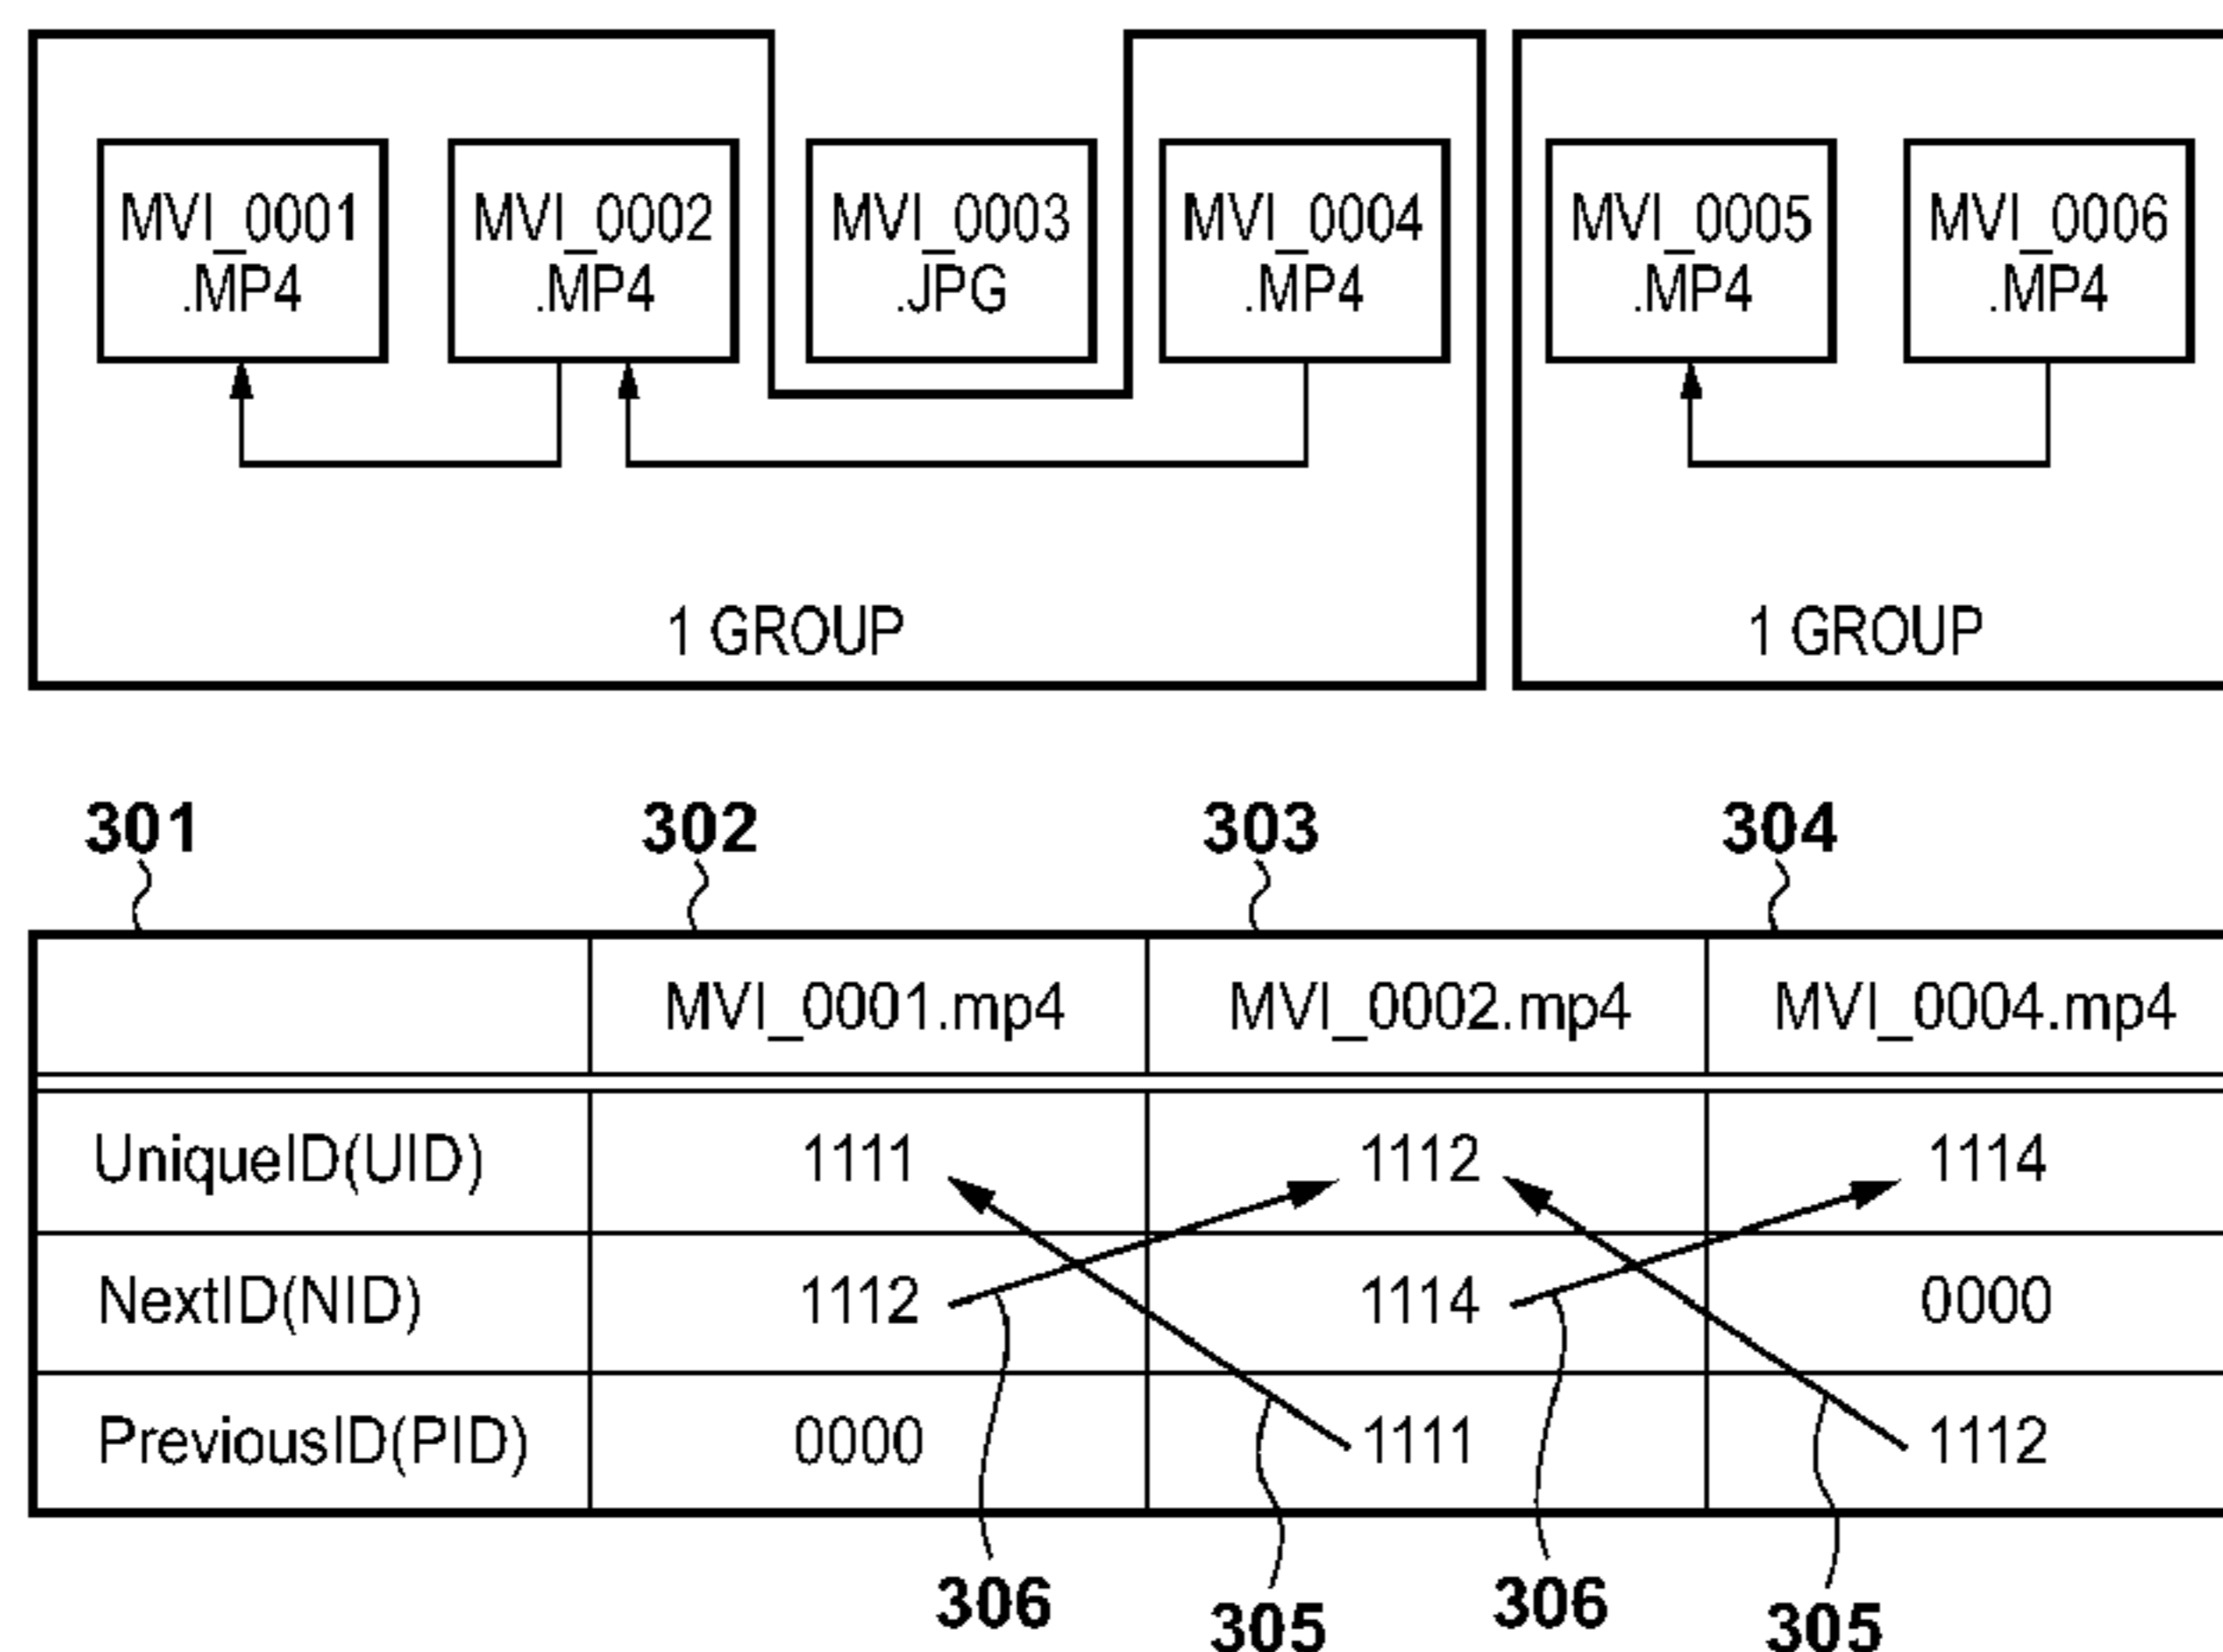 MVI_0001
.MP4
MVI_0002
.MP4
MVI_0003
.JPG
MVI_0004
.MP4
MVI_0005
.MP4
MVI_0006
.MP4
1 GROUP
1 GROUP
301 302 303 304
MVI_0001.mp4 MVI_0002.mp4 MVI_0004.mp4
UniqueID(UID) 1111 1112 1114
NextID(NID) 1112 1114 0000
PreviousID(PID) 0000 1111 1112
306 305 306 305